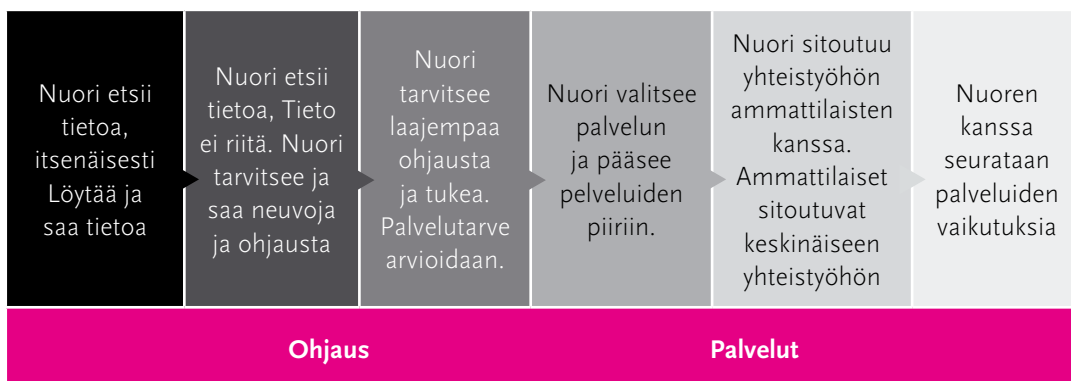 Nuori etsii
tietoa,
itsenäisesti
Löytää ja
saa tietoa
Nuori etsii
tietoa, Tieto
ei riitä. Nuori
tarvitsee ja
saa neuvoja
ja ohjausta
Nuori
tarvitsee
laajempaa
ohjausta
ja tukea.
Palvelutarve
arvioidaan.
Nuori valitsee
palvelun
ja pääsee
pelveluiden
piiriin.
Nuori sitoutuu
yhteistyöhön
ammattilaisten
kanssa.
Ammattilaiset
sitoutuvat
keskinäiseen
yhteistyöhön
Nuoren
kanssa
seurataan
palveluiden
vaikutuksia
Ohjaus
Palvelut